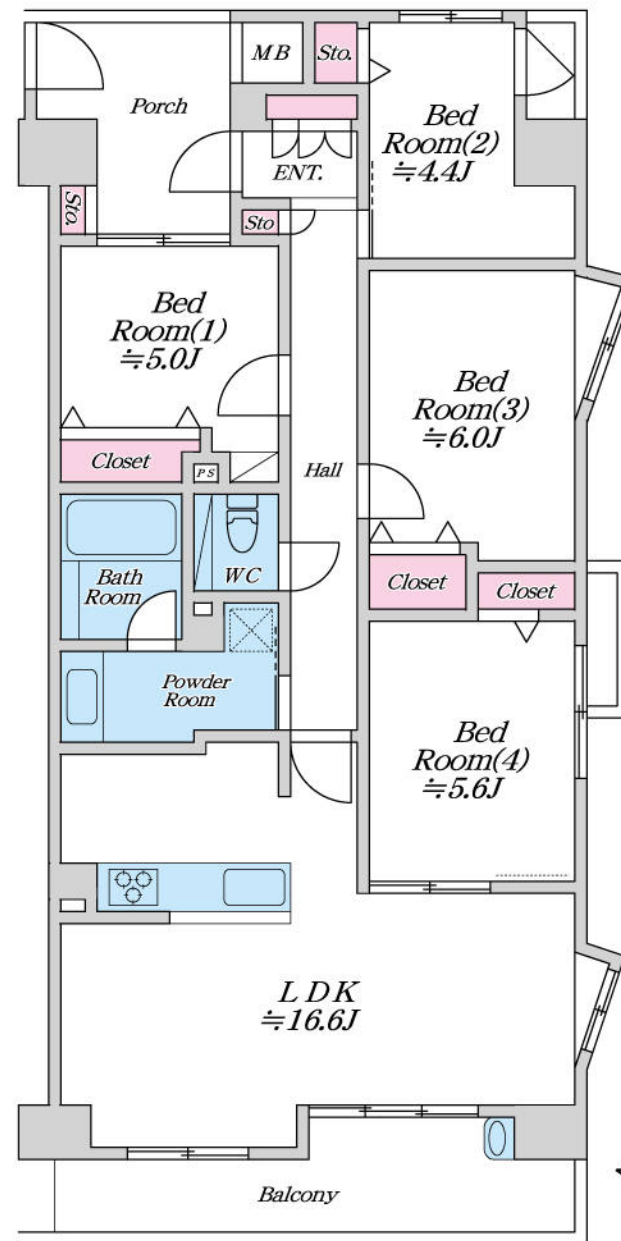 MB
Sto.
Porch
Bed
Room(2)
≒4.4J
ENT.
Sto.
Sto
Bed
Room(1)
≒5.0J
Bed
Room(3)
≒6.0J
Closet
PS
Hall
Bath
Room
WC
Closet
Closet
Powder
Room
Bed
Room(4)
≒5.6J
LDK
≒16.6J
Balcony